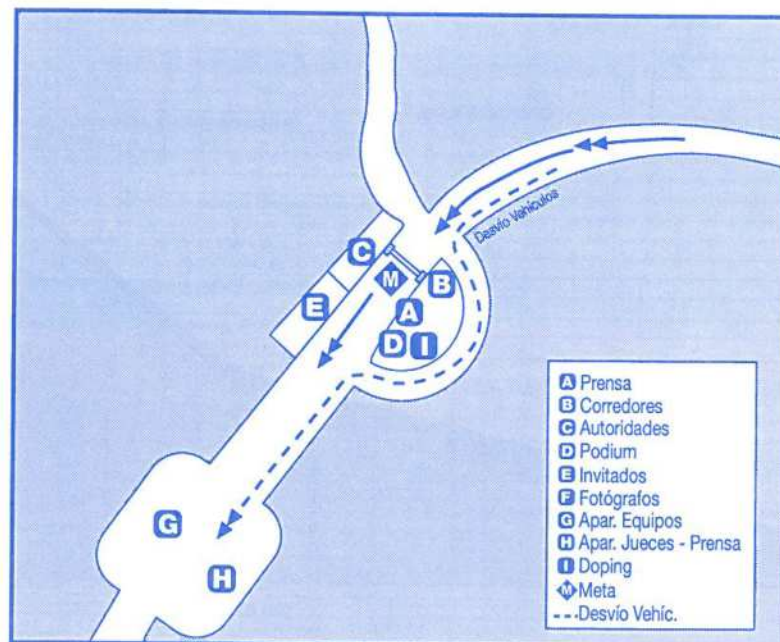 Desvío Vehículos
C
M
B
E
A
D
I
G
H
A Prensa
B Corredores
C Autoridades
D Podium
E Invitados
F Fotógrafos
G Apar. Equipos
H Apar. Jueces - Prensa
I Doping
M Meta
---- Desvío Vehíc.